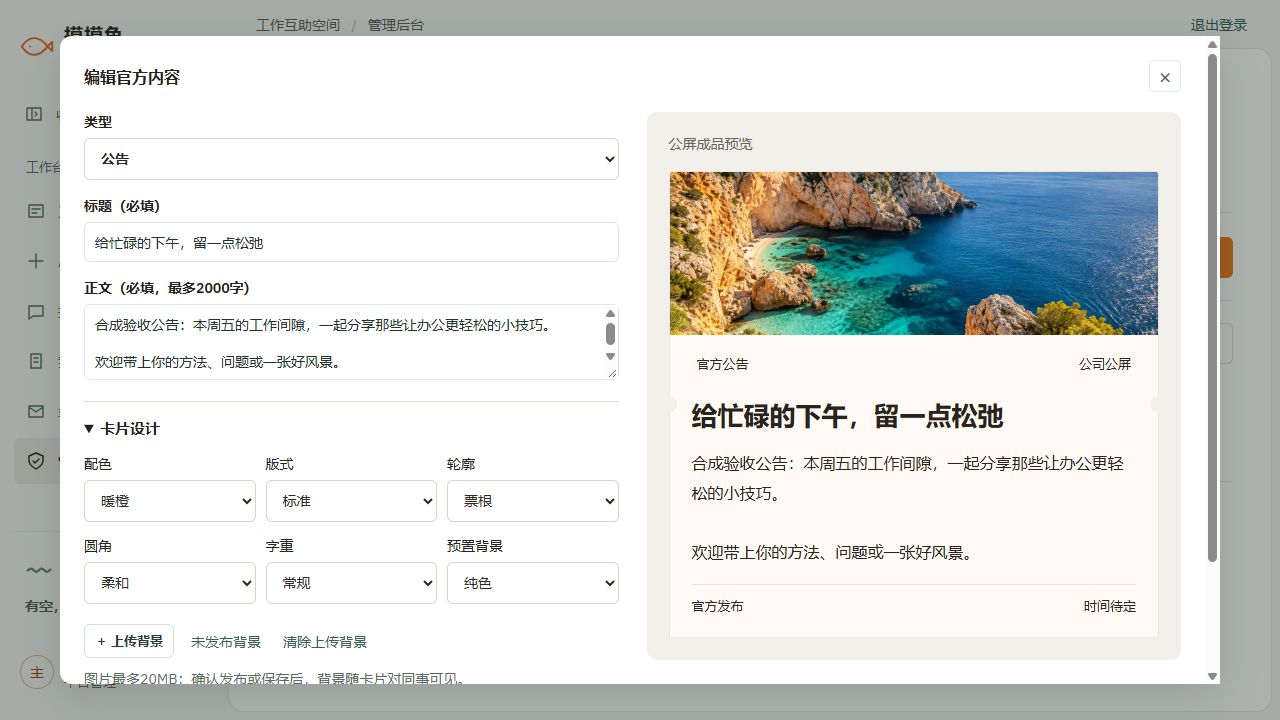 摸摸鱼
工作互助空间 / 管理后台
退出登录
编辑官方内容
×
类型
公告
标题（必填）
给忙碌的下午，留一点松弛
正文（必填，最多2000字）
合成验收公告：本周五的工作间隙，一起分享那些让办公更轻松的小技巧。
欢迎带上你的方法、问题或一张好风景。
▼ 卡片设计
配色
版式
轮廓
暖橙
标准
票根
圆角
字重
预置背景
柔和
常规
纯色
+ 上传背景
未发布背景
清除上传背景
图片最多20MB；确认发布或保存后，背景随卡片对同事可见。
公屏成品预览
官方公告
公司公屏
给忙碌的下午，留一点松弛
合成验收公告：本周五的工作间隙，一起分享那些让办公更轻
松的小技巧。
欢迎带上你的方法、问题或一张好风景。
官方发布
时间待定
工作台
有空，
主